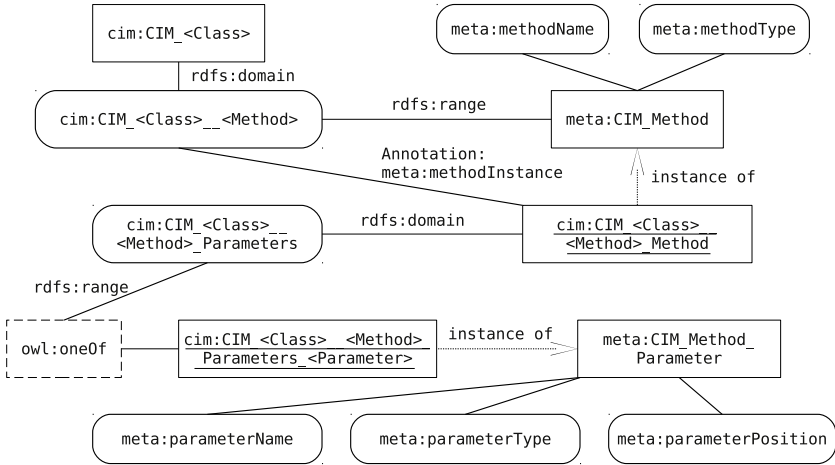 cim:CIM_<Class>
meta:methodName
meta:methodType
rdfs:domain
cim:CIM_<Class>__<Method>
rdfs:range
meta:CIM_Method
Annotation:
meta:methodInstance
instance of
cim:CIM_<Class>__
<Method>_Parameters
rdfs:domain
cim:CIM_<Class>__
<Method>_Method
rdfs:range
owl:oneOf
cim:CIM_<Class>__<Method>_
Parameters_<Parameter>
instance of
meta:CIM_Method_
Parameter
meta:parameterName
meta:parameterType
meta:parameterPosition